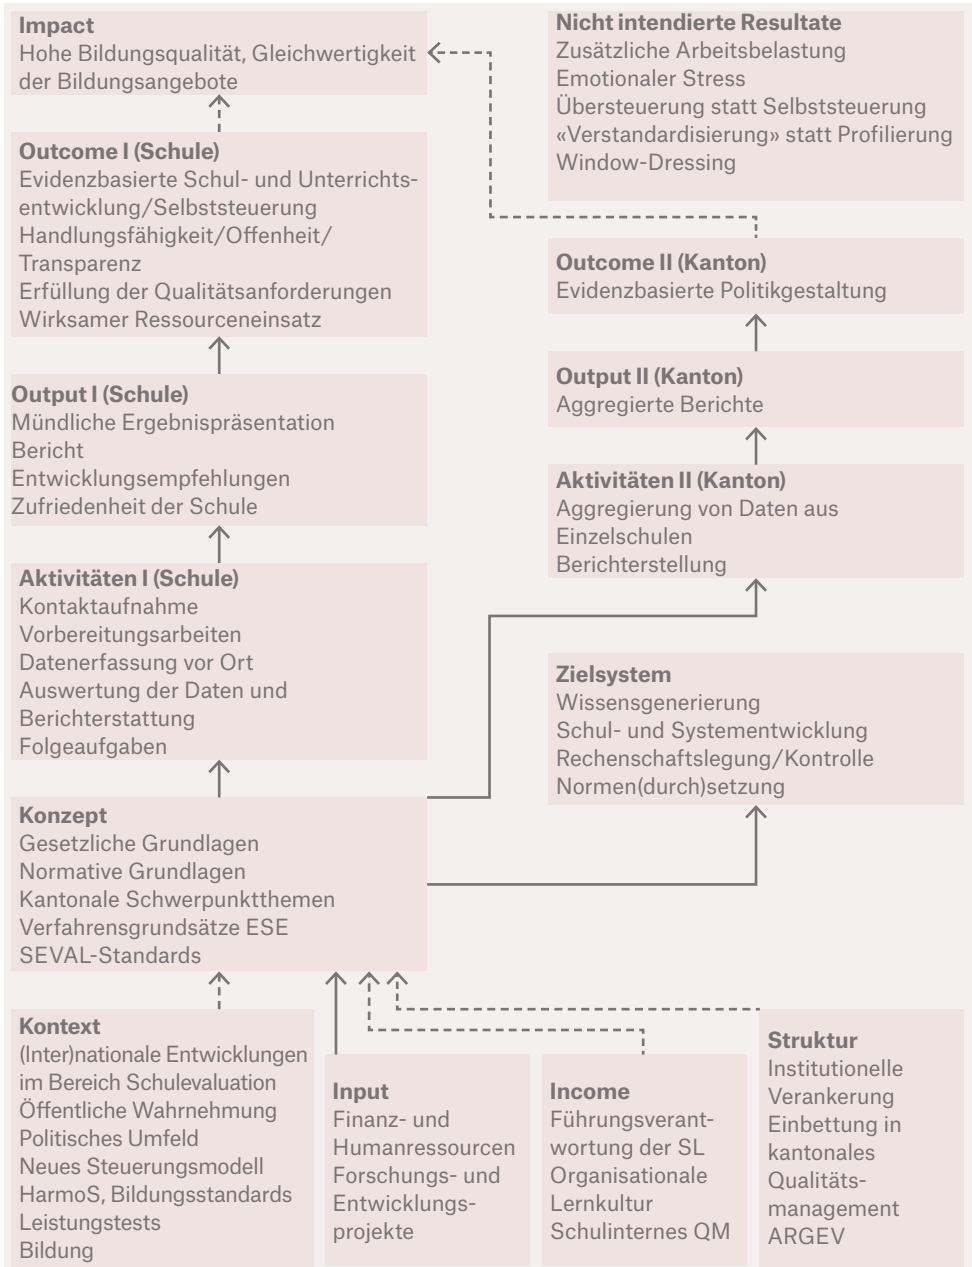 Impact
Hohe Bildungsqualität, Gleichwertigkeit
der Bildungsangebote
Nicht intendierte Resultate
Zusätzliche Arbeitsbelastung
Emotionaler Stress
Übersteuerung statt Selbststeuerung
«Verstandardisierung» statt Profilierung
Window-Dressing
Outcome I (Schule)
Evidenzbasierte Schul- und Unterrichts-
entwicklung/Selbststeuerung
Handlungsfähigkeit/Offenheit/
Transparenz
Erfüllung der Qualitätsanforderungen
Wirksamer Ressourceneinsatz
Outcome II (Kanton)
Evidenzbasierte Politikgestaltung
Output I (Schule)
Mündliche Ergebnispräsentation
Bericht
Entwicklungsempfehlungen
Zufriedenheit der Schule
Output II (Kanton)
Aggregierte Berichte
Aktivitäten II (Kanton)
Aggregierung von Daten aus
Einzelschulen
Berichterstellung
Aktivitäten I (Schule)
Kontaktaufnahme
Vorbereitungsarbeiten
Datenerfassung vor Ort
Auswertung der Daten und
Berichterstattung
Folgeaufgaben
Zielsystem
Wissensgenerierung
Schul- und Systementwicklung
Rechenschaftslegung/Kontrolle
Normen(durch)setzung
Konzept
Gesetzliche Grundlagen
Normative Grundlagen
Kantonale Schwerpunktthemen
Verfahrensgrundsätze ESE
SEVAL-Standards
Kontext
(Inter)nationale Entwicklungen
im Bereich Schulevaluation
Öffentliche Wahrnehmung
Politisches Umfeld
Neues Steuerungsmodell
HarmoS, Bildungsstandards
Leistungstests
Bildung
Input
Finanz- und
Humanressourcen
Forschungs- und
Entwicklungs-
projekte
Income
Führungsverant-
wortung der SL
Organisationale
Lernkultur
Schulinternes QM
Struktur
Institutionelle
Verankerung
Einbettung in
kantonales
Qualitäts-
management
ARGEV